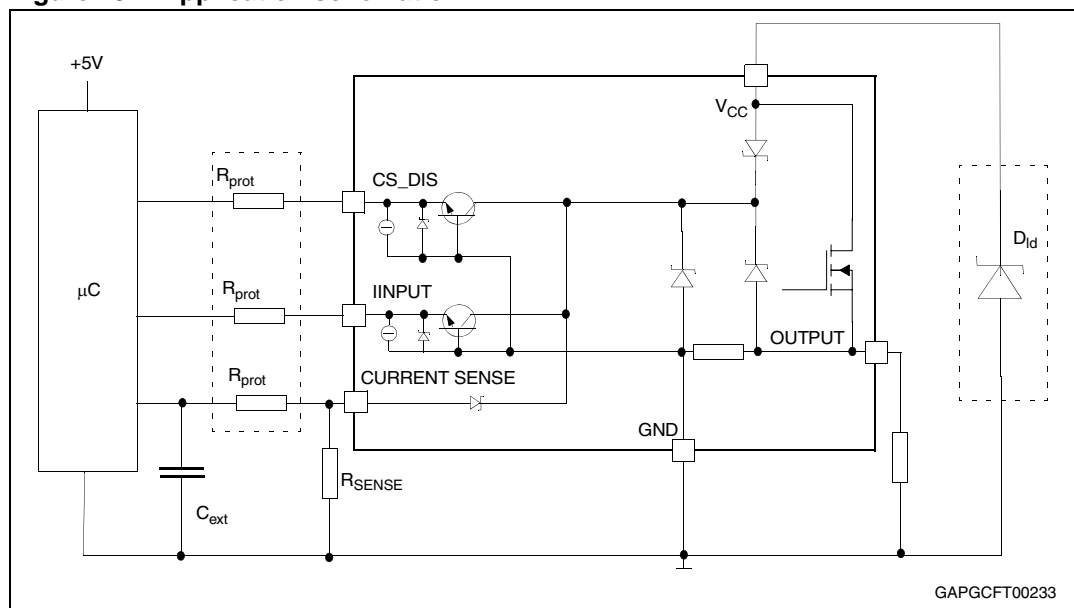 +5V
V_CC
R_prot
CS_DIS
D_ld
μC
R_prot
IINPUT
OUTPUT
R_prot
CURRENT SENSE
GND
R_SENSE
C_ext
GAPGCFT00233